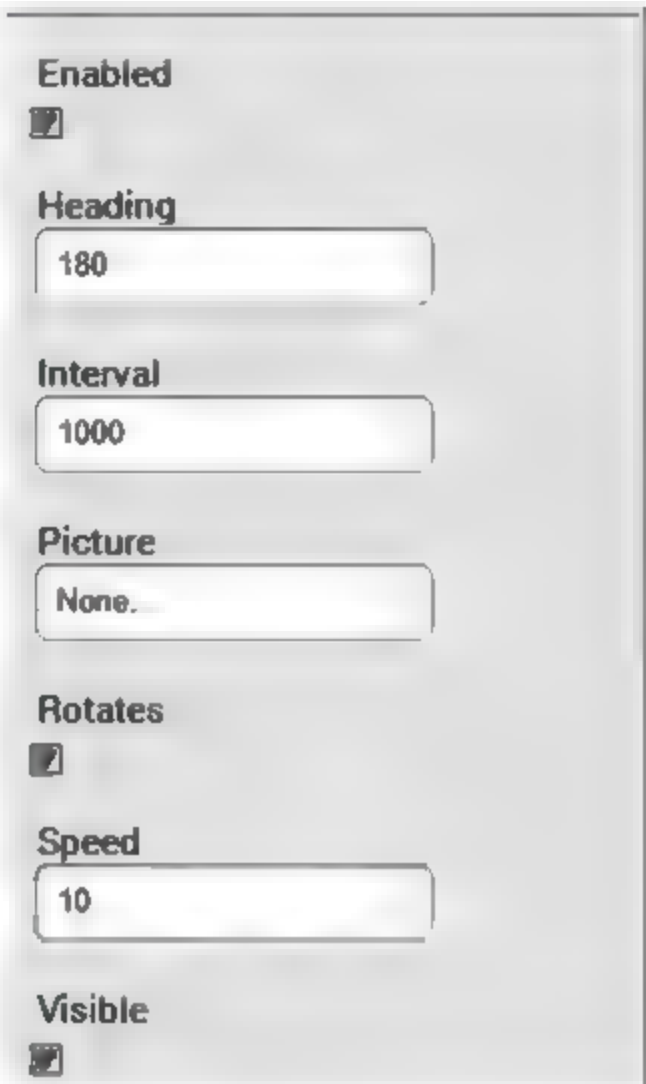 Enabled
Heading
180
Interval
1000
Picture
None.
Rotates
Speed
10
Visible